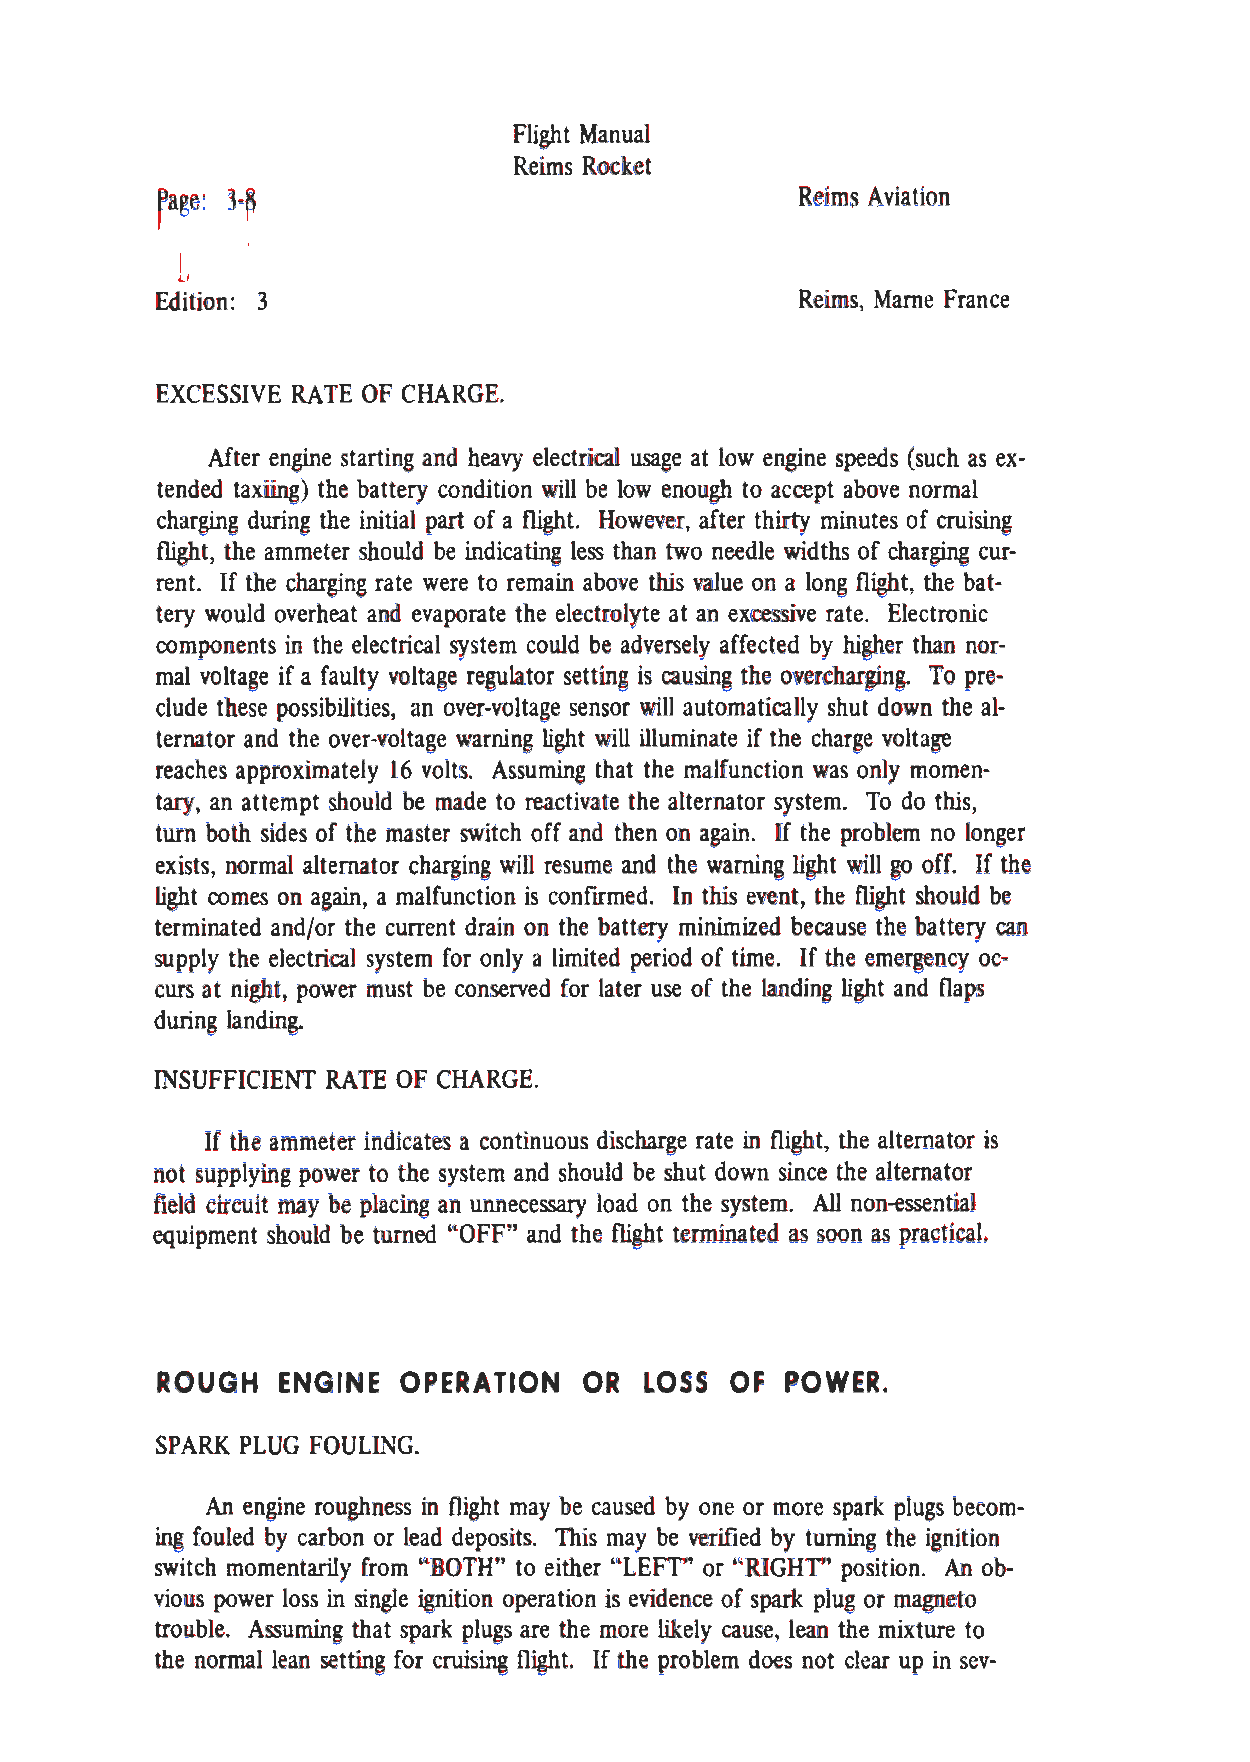 Flight Manual
Reims Rocket
Page: 3-8 Reims Aviation
Edition: 3 Reims, Marne France
EXCESSIVE RATE OF CHARGE.
After engine starting and heavy electrical usage at low engine speeds (such as ex-
tended taxiing) the battery condition will be low enough to accept above normal
charging during the initial part of a flight. However, after thirty minutes of cruising
flight, the ammeter should be indicating less than two needle widths of charging cur-
rent. If the charging rate were to remain above this value on a long flight, the bat-
tery would overheat and evaporate the electrolyte at an excessive rate. Electronic
components in the electrical system could be adversely affected by higher than nor-
mal voltage if a faulty voltage regulator setting is causing the overcharging. To pre-
clude these possibilities, an over-voltage sensor will automatically shut down the al-
ternator and the over-voltage warning light will illuminate if the charge voltage
reaches approximately 16 volts. Assuming that the malfunction was only momen-
tary, an attempt should be made to reactivate the alternator system. To do this,
turn both sides of the master switch off and then on again. If the problem no longer
exists, normal alternator charging will resume and the warning light will go off. If the
light comes on again, a malfunction is confirmed. In this event, the flight should be
terminated and/or the current drain on the battery minimized because the battery can
supply the electrical system for only a limited period of time. If the emergency oc-
curs at night, power must be conserved for later use of the landing light and flaps
during landing.
INSUFFICIENT RATE OF CHARGE.
If the ammeter indicates a continuous discharge rate in flight, the alternator is
not supplying power to the system and should be shut down since the alternator
field circuit may be placing an unnecessary load on the system. All non-essential
equipment should be turned “OFF” and the flight terminated as soon as practical.
ROUGH ENGINE OPERATION OR LOSS OF POWER.
SPARK PLUG FOULING.
An engine roughness in flight may be caused by one or more spark plugs becom-
ing fouled by carbon or lead deposits. This may be verified by turning the ignition
switch momentarily from “BOTH” to either “LEFT” or “RIGHT” position. An ob-
vious power loss in single ignition operation is evidence of spark plug or magneto
trouble. Assuming that spark plugs are the more likely cause, lean the mixture to
the normal lean setting for cruising flight. If the problem does not clear up in sev-